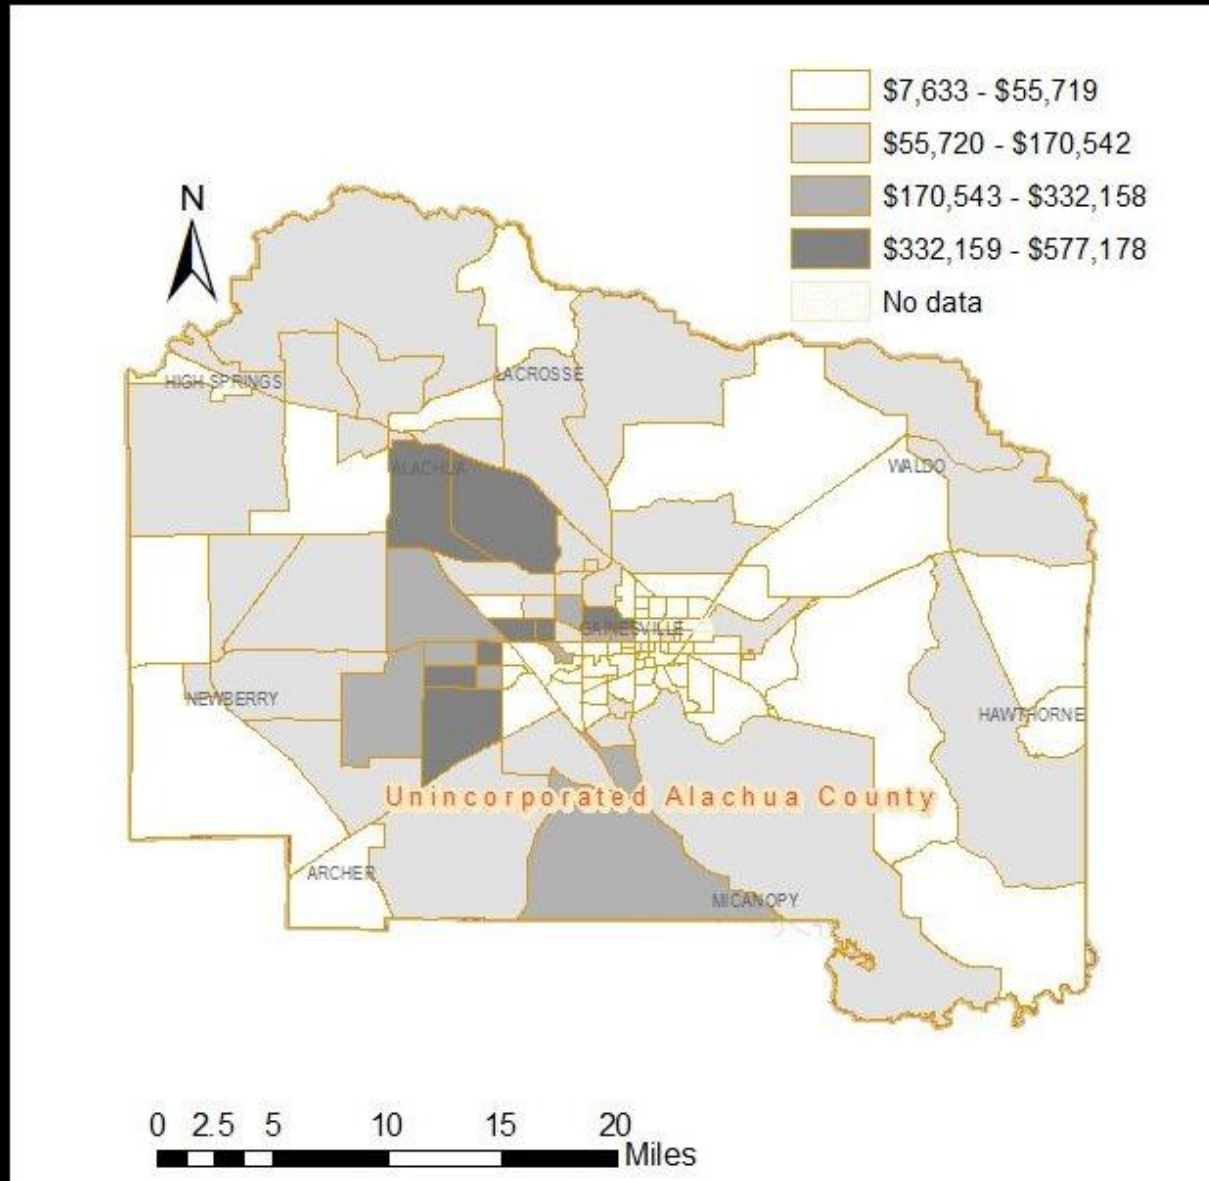 $7,633 - $55,719
$55,720 - $170,542
$170,543 - $332,158
$332,159 - $577,178
No data
N
HIGH SPRINGS
LACROSSE
ALACHUA
WALDO
GAINESVILLE
NEWBERRY
HAWTHORNE
Unincorporated Alachua County
ARCHER
MICANOPY
0 2.5 5 10 15 20
Miles